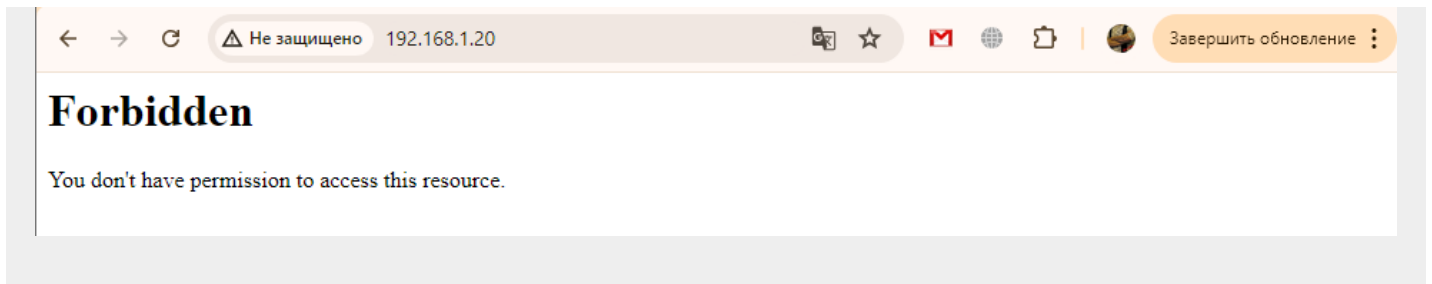 Не защищено 192.168.1.20 Завершить обновление
Forbidden
You don't have permission to access this resource.